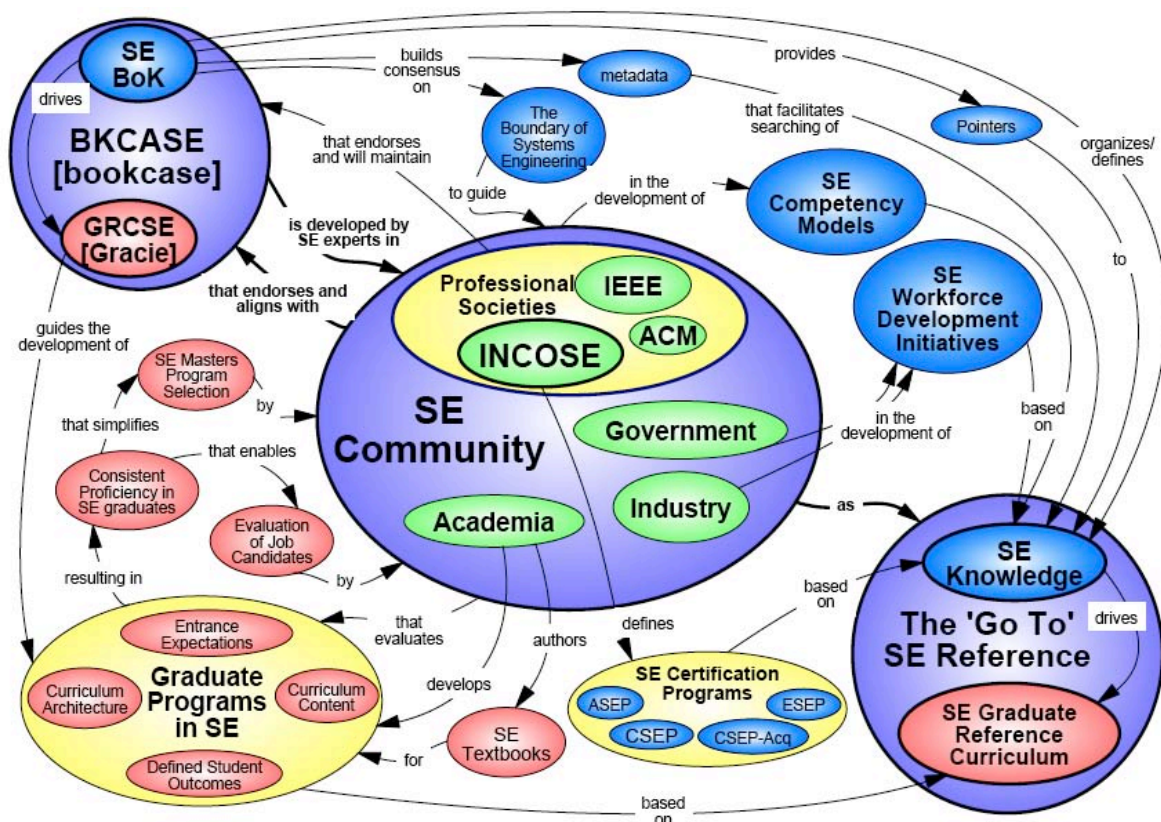 SE
BoK
drives
BKCASE
[bookcase]
GRCSE
[Gracie]
builds
consensus
on
metadata
provides
The
Boundary of
Systems
Engineering
that facilitates
searching of
Pointers
organizes/
defines
that endorses
and will maintain
to guide
in the
development of
SE
Competency
Models
to
is developed by
SE experts in
that endorses and
aligns with
Professional
Societies
IEEE
ACM
INCOSE
SE
Workforce
Development
Initiatives
guides the
development of
SE Masters
Program
Selection
by
that simplifies
SE
Community
Government
in the
development of
based
on
Consistent
Proficiency in
SE graduates
that enables
Evaluation
of Job
Candidates
by
Academia
Industry
as
resulting in
SE
Knowledge
based
on
drives
The 'Go To'
SE Reference
SE Graduate
Reference
Curriculum
Entrance
Expectations
Curriculum
Architecture
Graduate
Programs
in SE
Curriculum
Content
Defined Student
Outcomes
that
evaluates
develops
authors
for
SE
Textbooks
defines
SE Certification
Programs
ASEP
ESEP
CSEP
CSEP-Acq
based
on